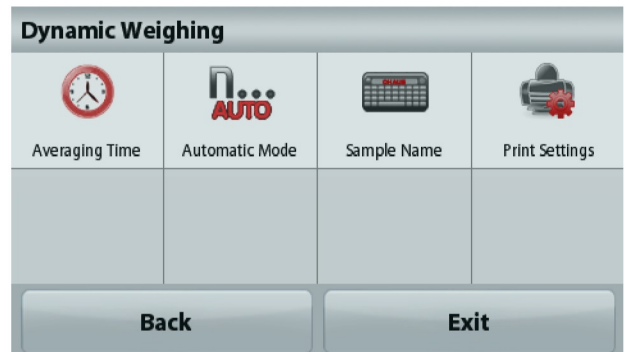 Dynamic Weighing
n... AUTO
Averaging Time
Automatic Mode
Sample Name
Print Settings
Back
Exit